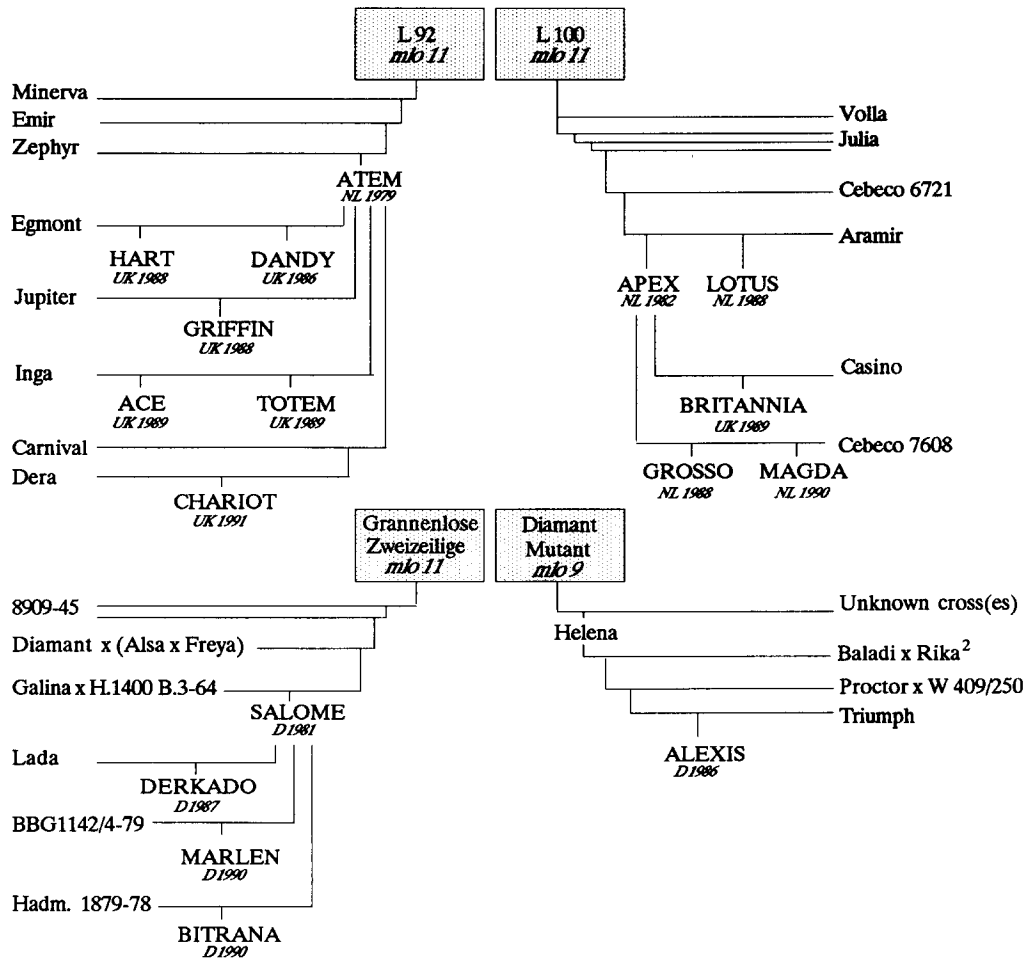 L 92
mlo 11
Minerva
Emir
Zephyr
ATEM
NL 1979
Egmont
HART
UK 1988
DANDY
UK 1986
Jupiter
GRIFFIN
UK 1988
Inga
ACE
UK 1989
TOTEM
UK 1989
Carnival
Dera
CHARIOT
UK 1991
L 100
mlo 11
Volla
Julia
Cebeco 6721
Aramir
APEX
NL 1982
LOTUS
NL 1988
Casino
BRITANNIA
UK 1989
Cebeco 7608
GROSSO
NL 1988
MAGDA
NL 1990
Grannenlose
Zweizeilige
mlo 11
8909-45
Diamant x (Alsa x Freya)
Galina x H.1400 B.3-64
SALOME
D 1981
Lada
DERKADO
D 1987
BBG1142/4-79
MARLEN
D 1990
Hadm. 1879-78
BITRANA
D 1990
Diamant
Mutant
mlo 9
Unknown cross(es)
Helena
Baladi x Rika²
Proctor x W 409/250
Triumph
ALEXIS
D 1986